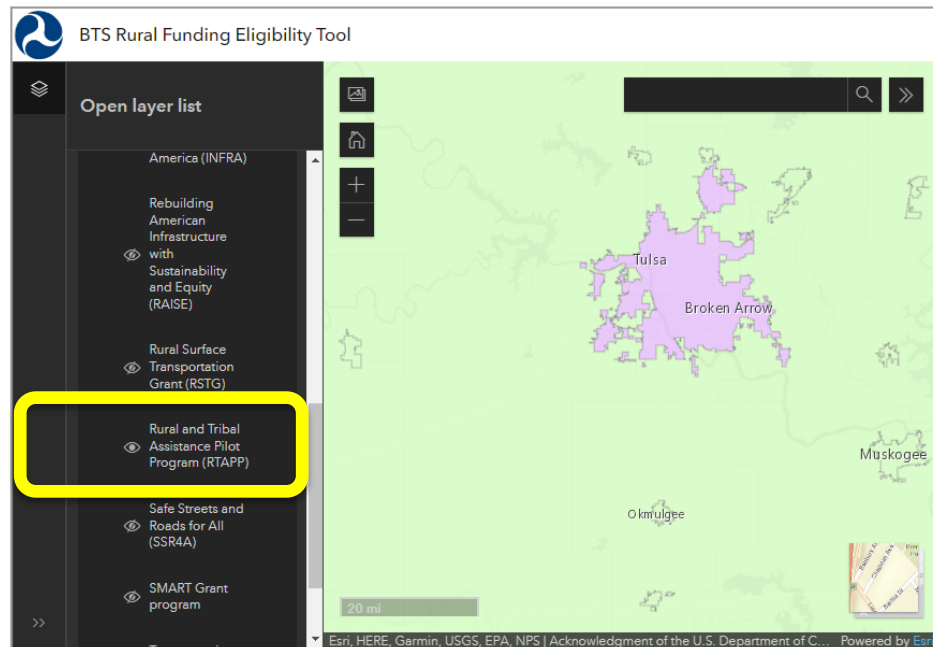 BTS Rural Funding Eligibility Tool
Open layer list
America (INFRA)
Rebuilding
American
Infrastructure
with
Sustainability
and Equity
(RAISE)
Rural Surface
Transportation
Grant (RSTG)
Rural and Tribal
Assistance Pilot
Program (RTAPP)
Safe Streets and
Roads for All
(SSR4A)
SMART Grant
program
Tulsa
Broken Arrow
Muskogee
Okmulgee
20 mi
Esri, HERE, Garmin, USGS, EPA, NPS | Acknowledgment of the U.S. Department of C... Powered by Esri